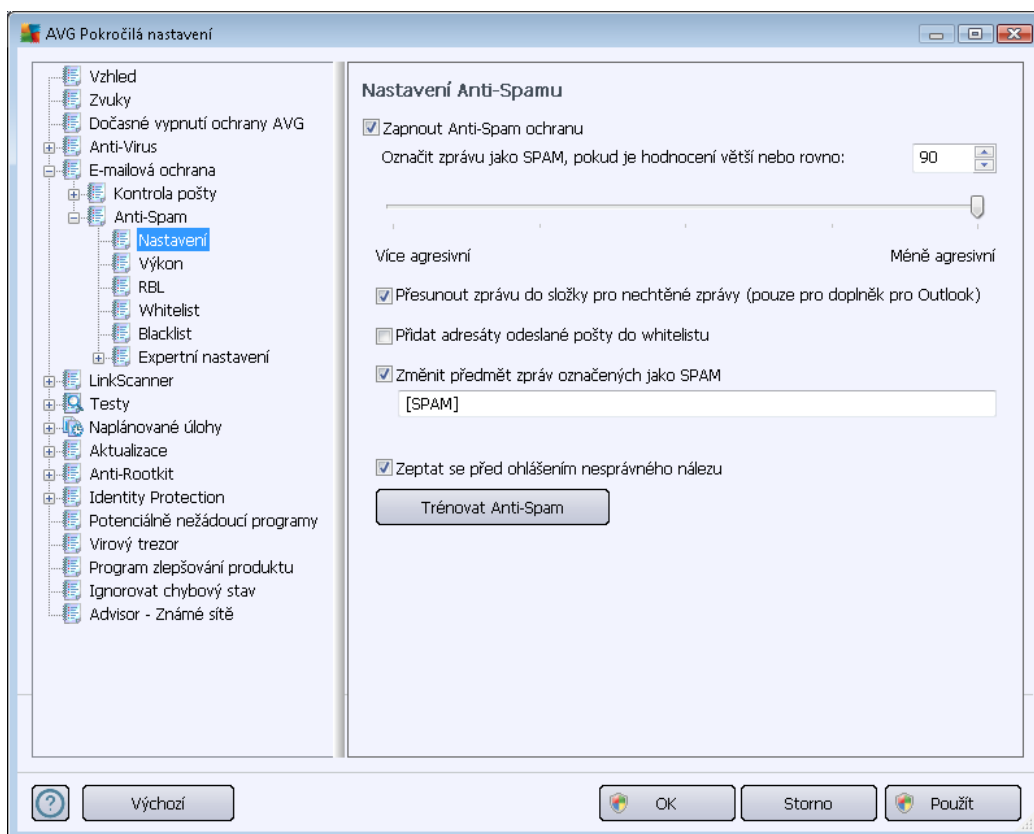 AVG Pokročilá nastavení
Vzhled
Zvuky
Dočasné vypnutí ochrany AVG
Anti-Virus
E-mailová ochrana
Kontrola pošty
Anti-Spam
Nastavení
Výkon
RBL
Whitelist
Blacklist
Expertní nastavení
LinkScanner
Testy
Naplánované úlohy
Aktualizace
Anti-Rootkit
Identity Protection
Potenciálně nežádoucí programy
Virový trezor
Program zlepšování produktu
Ignorovat chybový stav
Advisor - Známé sítě
Nastavení Anti-Spamu
Zapnout Anti-Spam ochranu
Označit zprávu jako SPAM, pokud je hodnocení větší nebo rovno: 90
Více agresivní Méně agresivní
Přesunout zprávu do složky pro nechtěné zprávy (pouze pro doplněk pro Outlook)
Přidat adresáty odeslané pošty do whitelistu
Změnit předmět zpráv označených jako SPAM
[SPAM]
Zeptat se před ohlášením nesprávného nálezu
Trénovat Anti-Spam
Výchozí OK Storno Použít